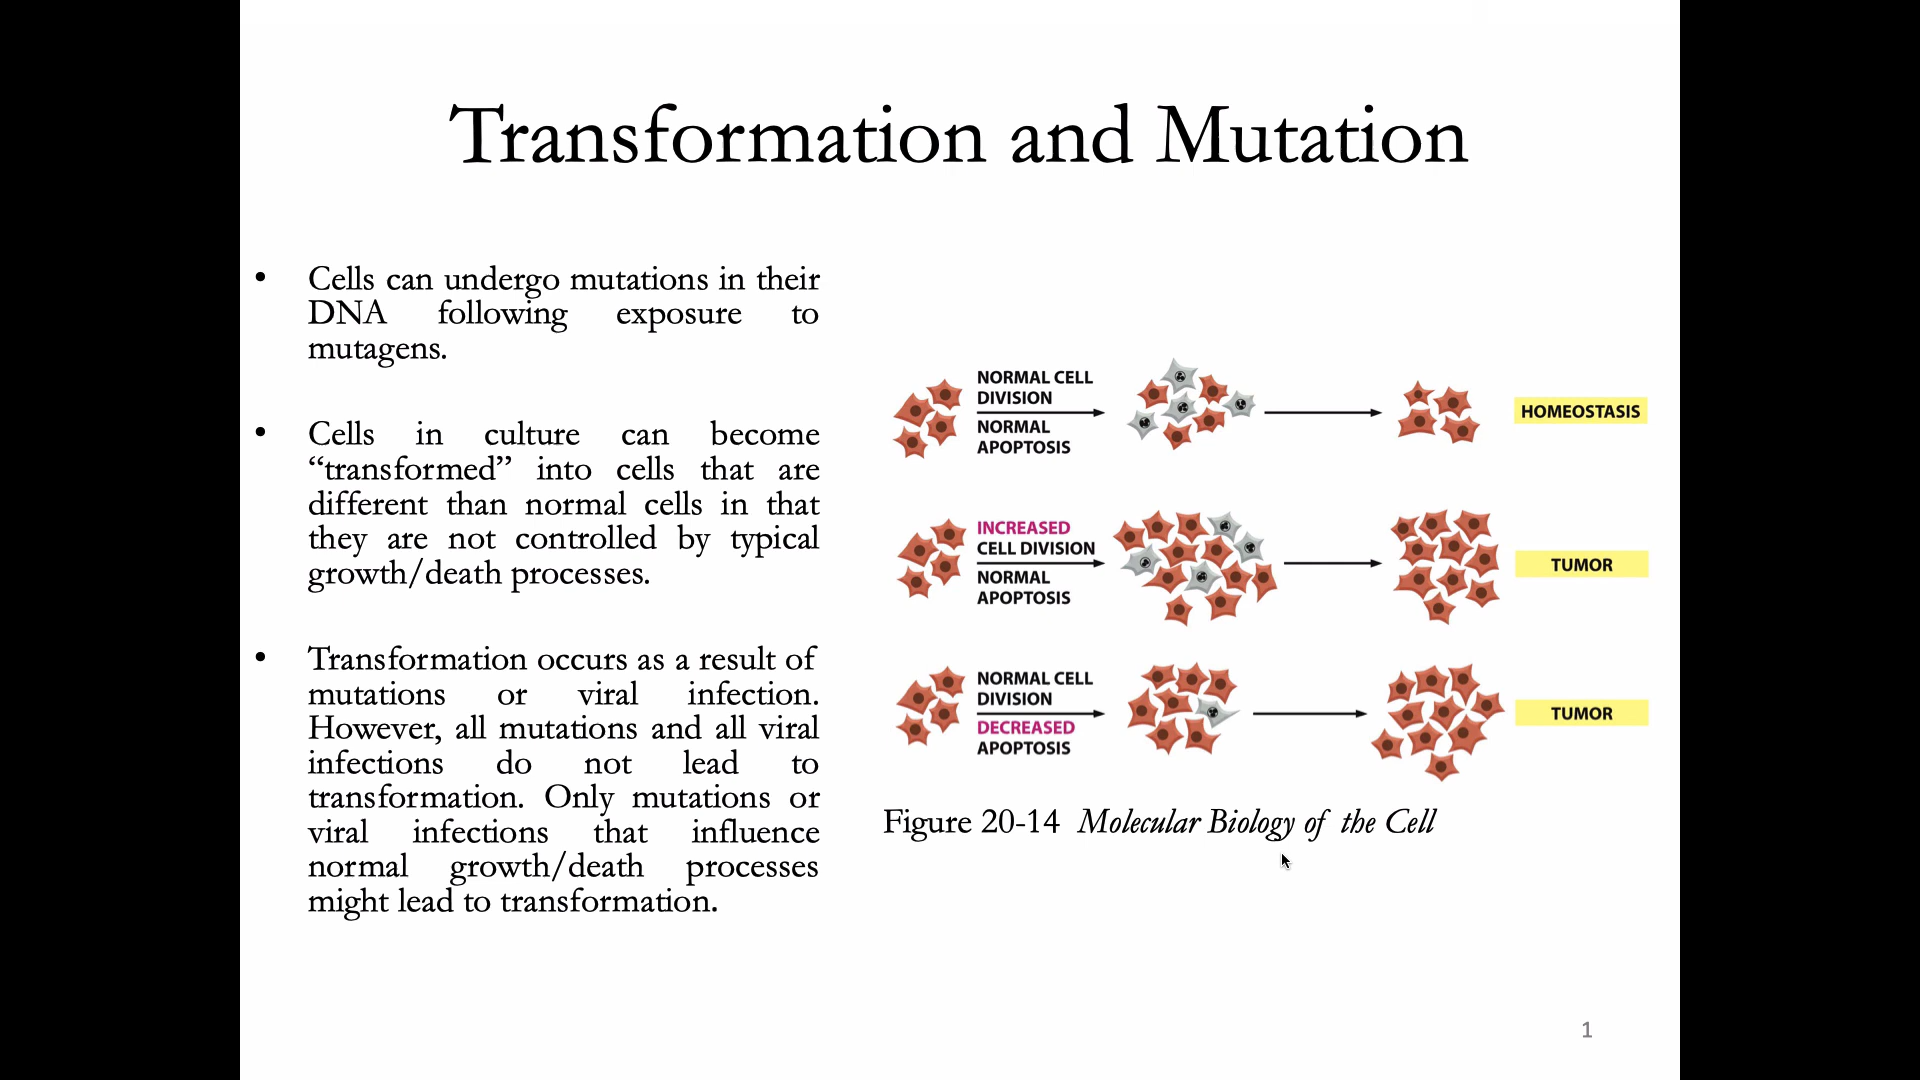 Transformation and Mutation
• Cells can undergo mutations in their
DNA following exposure to
mutagens.
• Cells in culture can become
“transformed” into cells that are
different than normal cells in that
they are not controlled by typical
growth/death processes.
• Transformation occurs as a result of
mutations or viral infection.
However, all mutations and all viral
infections do not lead to
transformation. Only mutations or
viral infections that influence
normal growth/death processes
might lead to transformation.
NORMAL CELL
DIVISION
NORMAL
APOPTOSIS
HOMEOSTASIS
INCREASED
CELL DIVISION
NORMAL
APOPTOSIS
TUMOR
NORMAL CELL
DIVISION
DECREASED
APOPTOSIS
TUMOR
Figure 20-14 Molecular Biology of the Cell
1